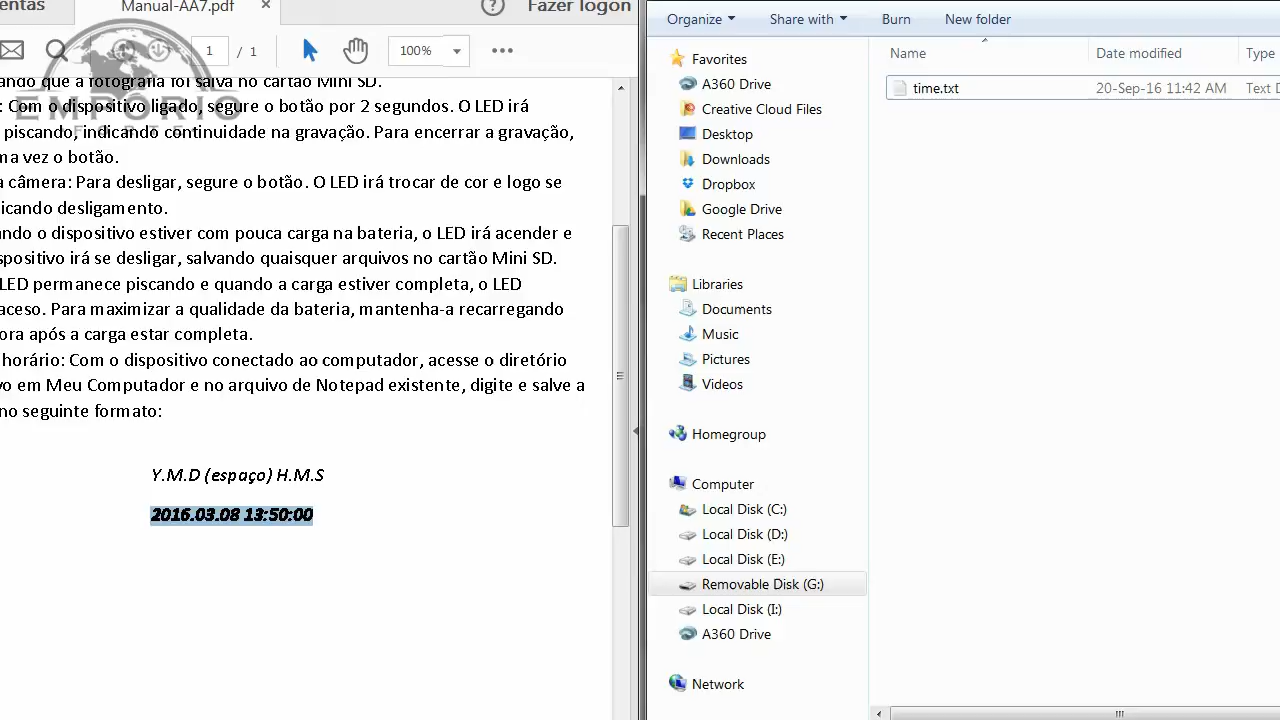 entas
Manual-AA7.pdf
×
?
Fazer logon
1 / 1
100%
ando que a fotografia foi salva no cartão Mini SD.
: Com o dispositivo ligado, segure o botão por 2 segundos. O LED irá
piscando, indicando continuidade na gravação. Para encerrar a gravação,
ma vez o botão.
a câmera: Para desligar, segure o botão. O LED irá trocar de cor e logo se
licando desligamento.
ando o dispositivo estiver com pouca carga na bateria, o LED irá acender e
spositivo irá se desligar, salvando quaisquer arquivos no cartão Mini SD.
LED permanece piscando e quando a carga estiver completa, o LED
aceso. Para maximizar a qualidade da bateria, mantenha-a recarregando
ora após a carga estar completa.
horário: Com o dispositivo conectado ao computador, acesse o diretório
vo em Meu Computador e no arquivo de Notepad existente, digite e salve a
no seguinte formato:
Y.M.D (espaço) H.M.S
2016.03.08 13:50:00
EMPÓRIO
FORTE
Organize
Share with
Burn
New folder
Favorites
A360 Drive
Creative Cloud Files
Desktop
Downloads
Dropbox
Google Drive
Recent Places
Libraries
Documents
Music
Pictures
Videos
Homegroup
Computer
Local Disk (C:)
Local Disk (D:)
Local Disk (E:)
Removable Disk (G:)
Local Disk (I:)
A360 Drive
Network
Name
Date modified
Type
time.txt
20-Sep-16 11:42 AM
Text D